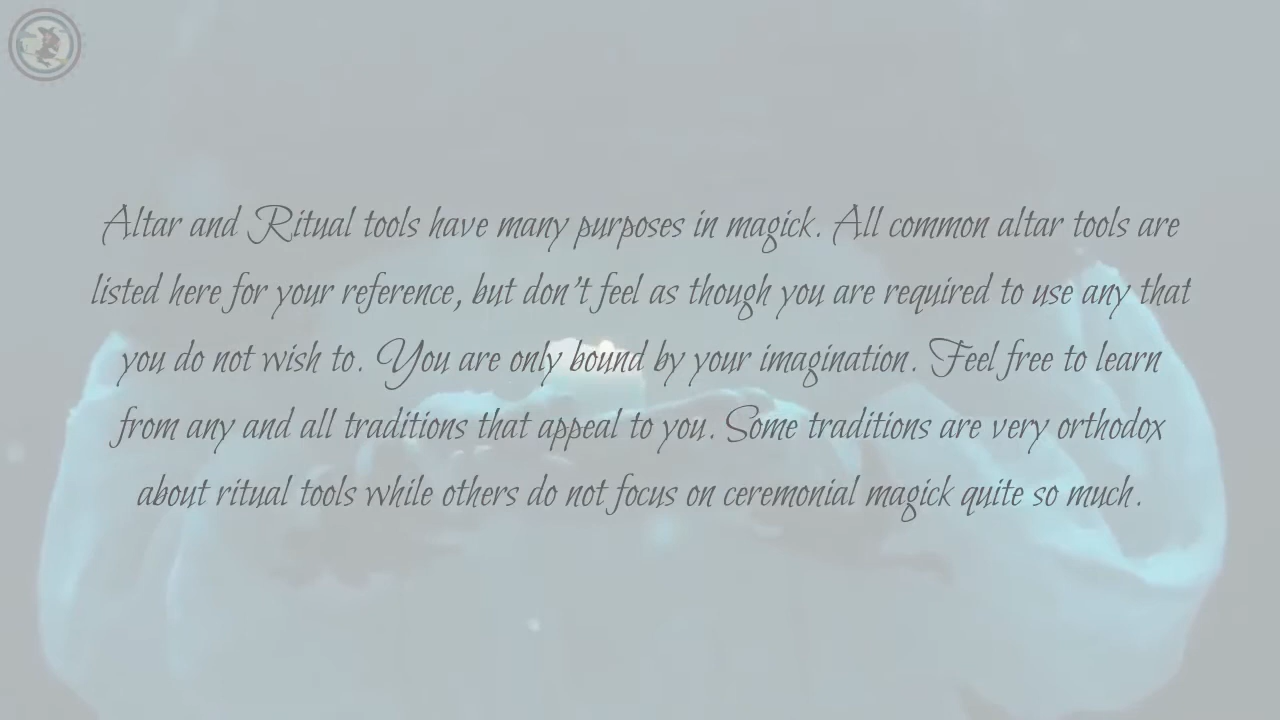 Altar and Ritual tools have many purposes in magick. All common altar tools are
listed here for your reference, but don't feel as though you are required to use any that
you do not wish to. You are only bound by your imagination. Feel free to learn
from any and all traditions that appeal to you. Some traditions are very orthodox
about ritual tools while others do not focus on ceremonial magick quite so much.